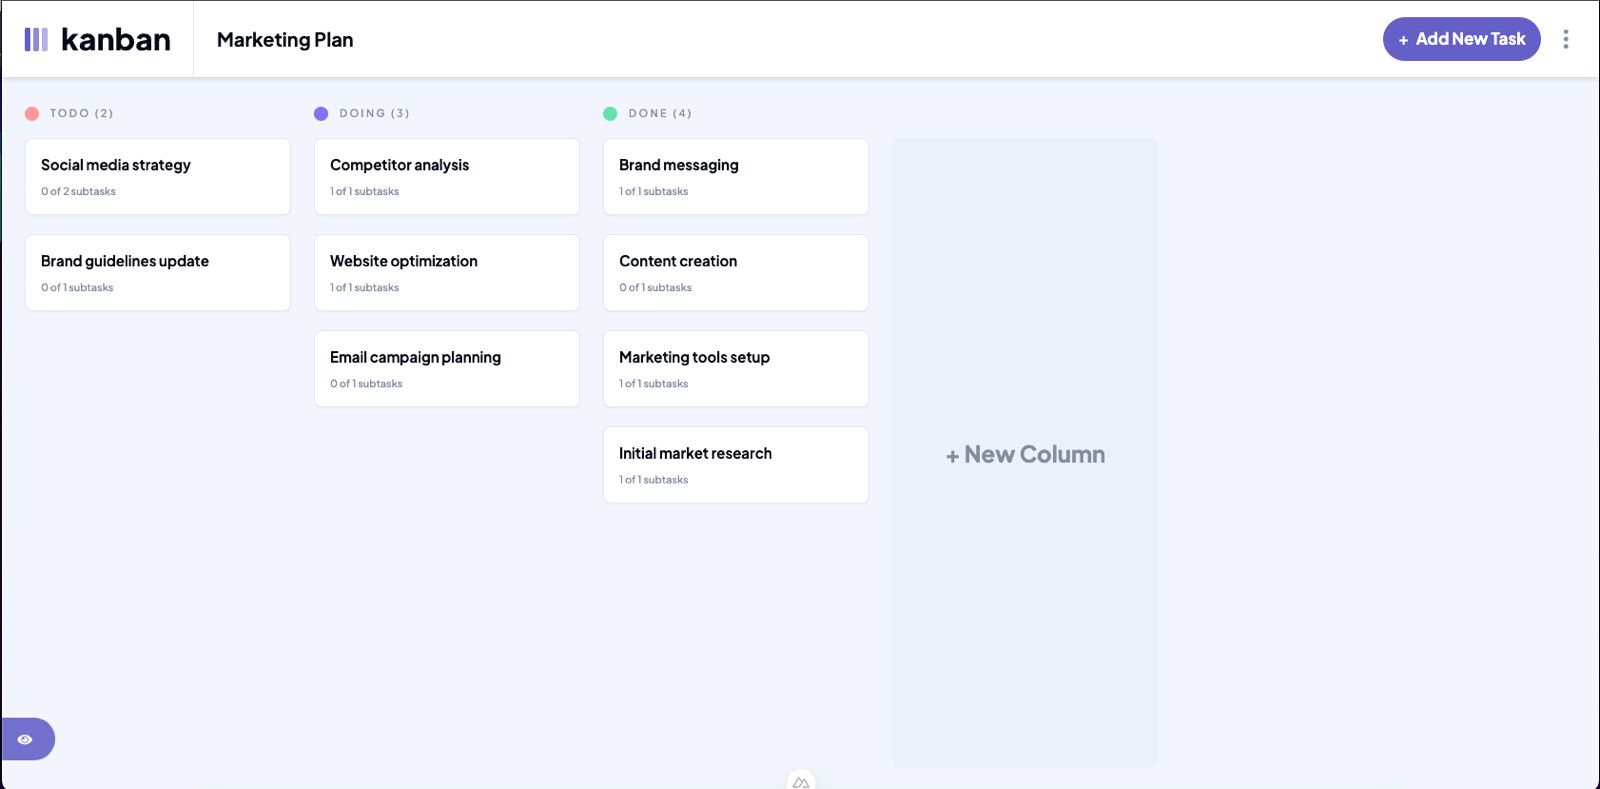 kanban
Marketing Plan
+ Add New Task
TODO (2)
Social media strategy
0 of 2 subtasks
Brand guidelines update
0 of 1 subtasks
DOING (3)
Competitor analysis
1 of 1 subtasks
Website optimization
1 of 1 subtasks
Email campaign planning
0 of 1 subtasks
DONE (4)
Brand messaging
1 of 1 subtasks
Content creation
0 of 1 subtasks
Marketing tools setup
1 of 1 subtasks
Initial market research
1 of 1 subtasks
+ New Column